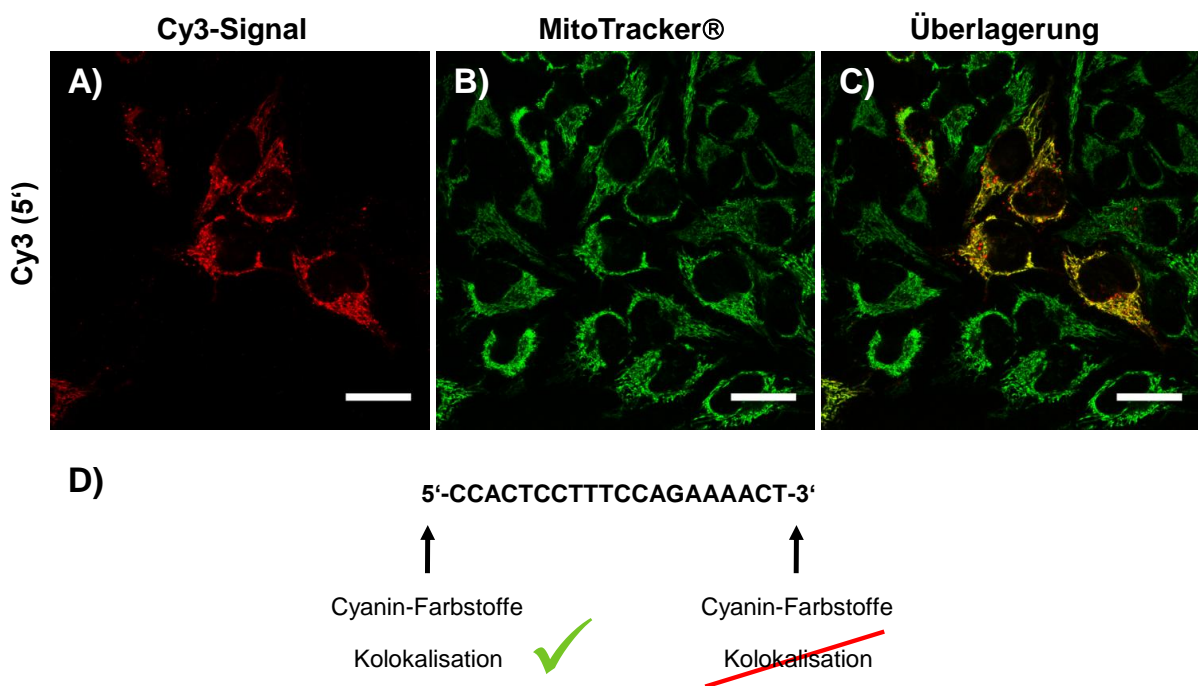 Cy3-Signal MitoTracker® Überlagerung
A) B) C)
Cy3 (5‘)
D)
5‘-CCACTCCTTTCCAGAAAACT-3‘
Cyanin-Farbstoffe Cyanin-Farbstoffe
Kolokalisation Kolokalisation